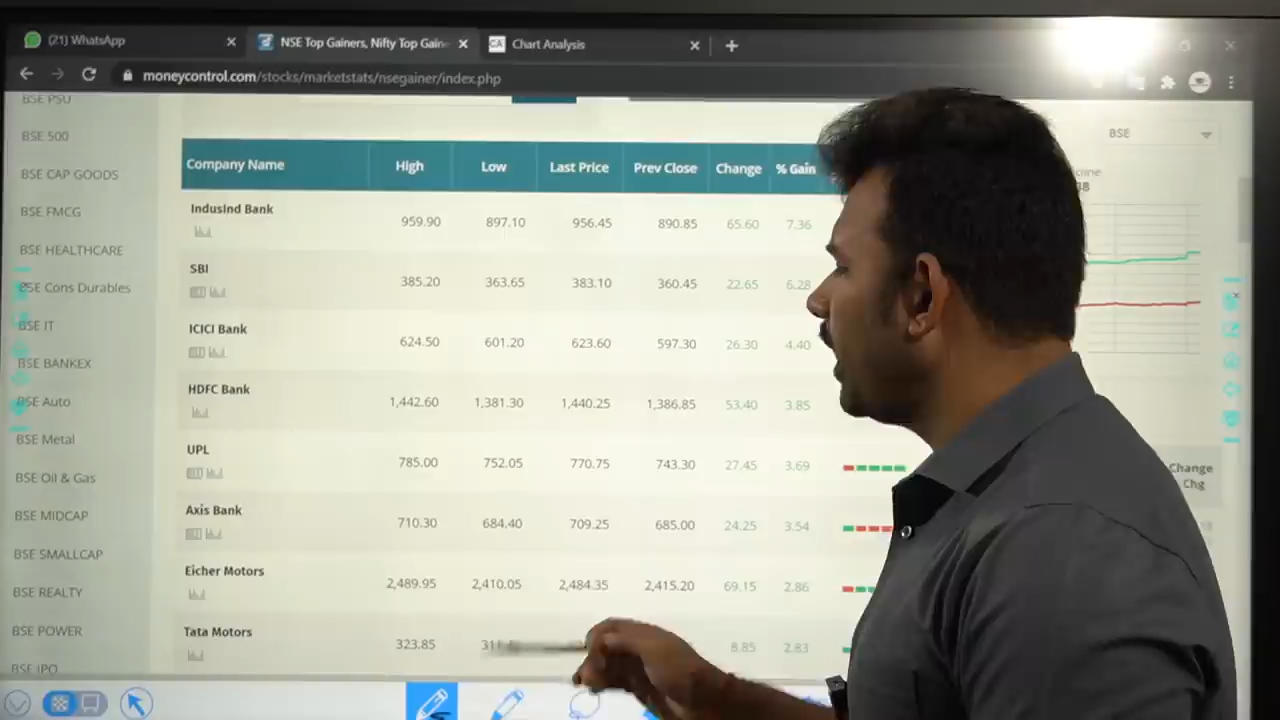 (21) WhatsApp
NSE Top Gainers, Nifty Top Gain
Chart Analysis
moneycontrol.com/stocks/marketstats/nsegainer/index.php
BSE PSU
BSE 500
BSE CAP GOODS
BSE FMCG
BSE HEALTHCARE
BSE Cons Durables
BSE IT
BSE BANKEX
BSE Auto
BSE Metal
BSE Oil & Gas
BSE MIDCAP
BSE SMALLCAP
BSE REALTY
BSE POWER
BSE IPO
Company Name High Low Last Price Prev Close Change % Gain
Indusind Bank 959.90 897.10 956.45 890.85 65.60 7.36
SBI 385.20 363.65 383.10 360.45 22.65 6.28
ICICI Bank 624.50 601.20 623.60 597.30 26.30 4.40
HDFC Bank 1,442.60 1,381.30 1,440.25 1,386.85 53.40 3.85
UPL 785.00 752.05 770.75 743.30 27.45 3.69
Axis Bank 710.30 684.40 709.25 685.00 24.25 3.54
Eicher Motors 2,489.95 2,410.05 2,484.35 2,415.20 69.15 2.86
Tata Motors 323.85 8.85 2.83
BSE
Change
Chg